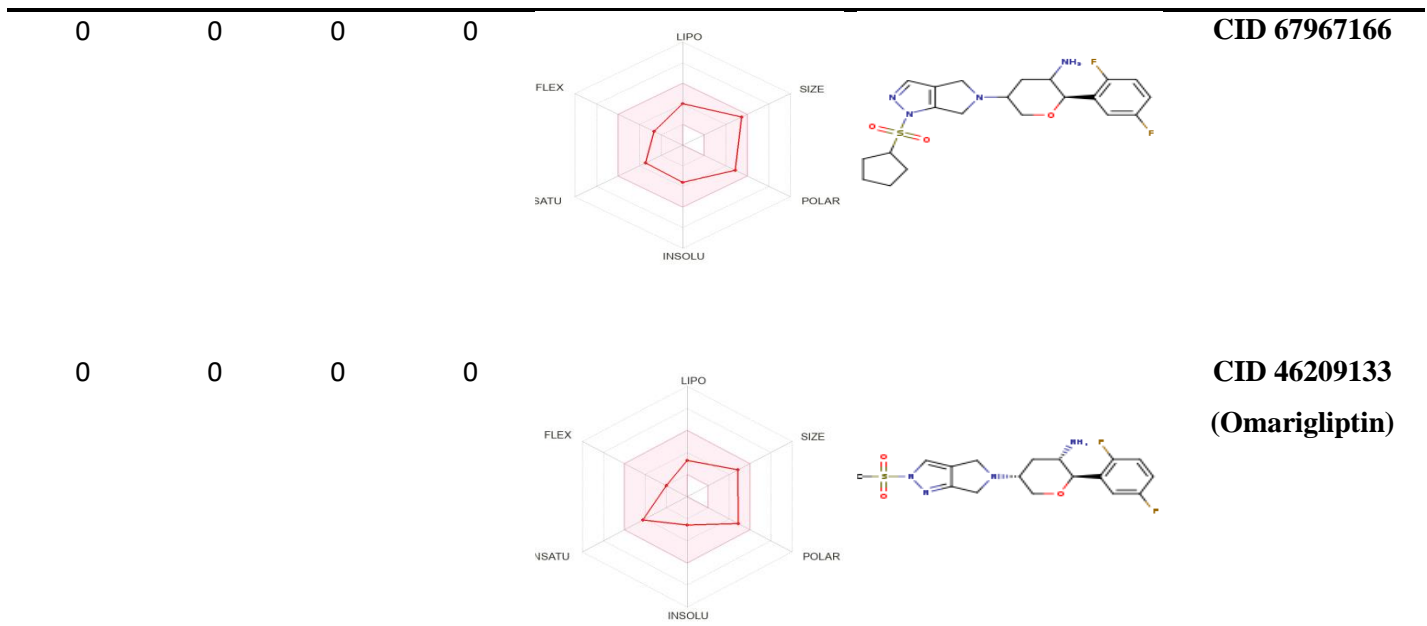 0 0 0 0 CID 67967166
LIPO
FLEX
SIZE
SATU
POLAR
INSOLU
NH₂
F
N
N
N
O
O
S
O
F
0 0 0 0 CID 46209133
(Omarigliptin)
LIPO
FLEX
SIZE
NSATU
POLAR
INSOLU
O
S
O
N
N
N
NH
F
O
F